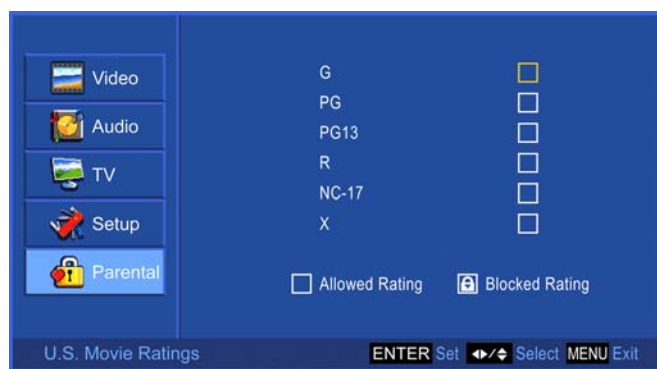 Video
Audio
TV
Setup
Parental
G
PG
PG13
R
NC-17
X
Allowed Rating Blocked Rating
U.S. Movie Ratings ENTER Set Select MENU Exit